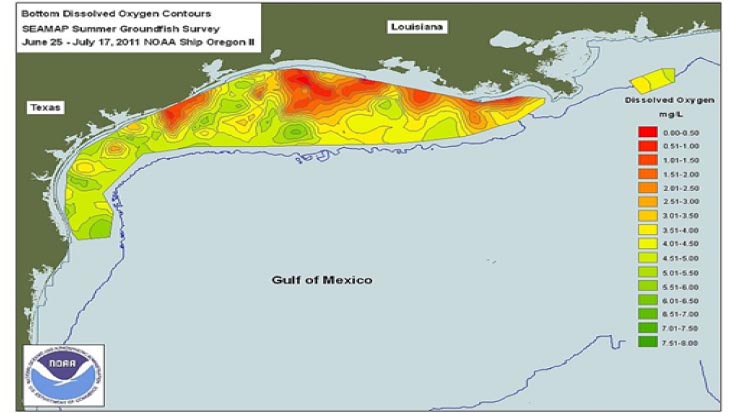 Bottom Dissolved Oxygen Contours
SEAMAP Summer Groundfish Survey
June 25 - July 17, 2011 NOAA Ship Oregon II
Louisiana
Texas
Dissolved Oxygen
mg/L
0.00-0.50
0.51-1.00
1.01-1.50
1.51-2.00
2.01-2.50
2.51-3.00
3.01-3.50
3.51-4.00
4.01-4.50
4.51-5.00
5.01-5.50
5.51-6.00
6.01-6.50
6.51-7.00
7.01-7.50
7.51-8.00
Gulf of Mexico
NOAA